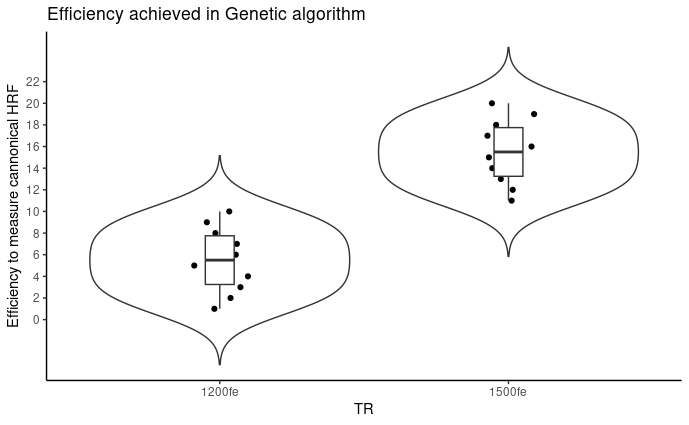 Efficiency achieved in Genetic algorithm
Efficiency to measure cannonical HRF
22
20
18
16
14
12
10
8
6
4
2
0
1200fe
1500fe
TR